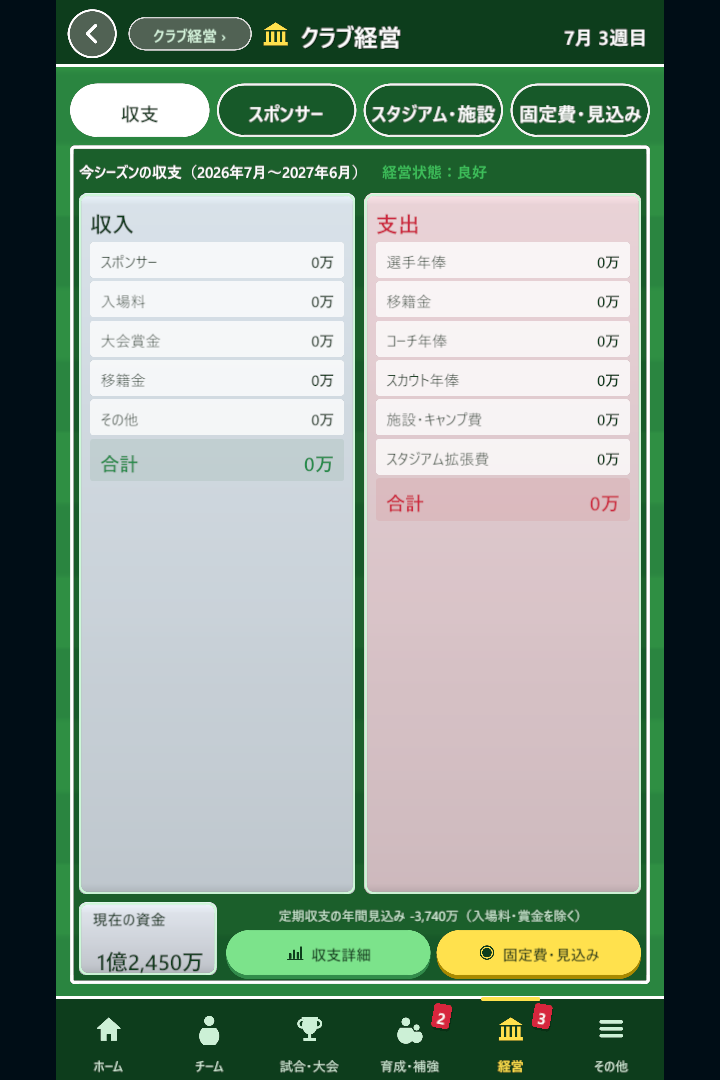 クラブ経営 ›
クラブ経営
7月 3週目
収支
スポンサー
スタジアム・施設
固定費・見込み
今シーズンの収支（2026年7月～2027年6月）
経営状態：良好
収入
スポンサー 0万
入場料 0万
大会賞金 0万
移籍金 0万
その他 0万
合計 0万
支出
選手年俸 0万
移籍金 0万
コーチ年俸 0万
スカウト年俸 0万
施設・キャンプ費 0万
スタジアム拡張費 0万
合計 0万
現在の資金
1億2,450万
定期収支の年間見込み -3,740万（入場料・賞金を除く）
収支詳細
固定費・見込み
2
3
ホーム
チーム
試合・大会
育成・補強
経営
その他